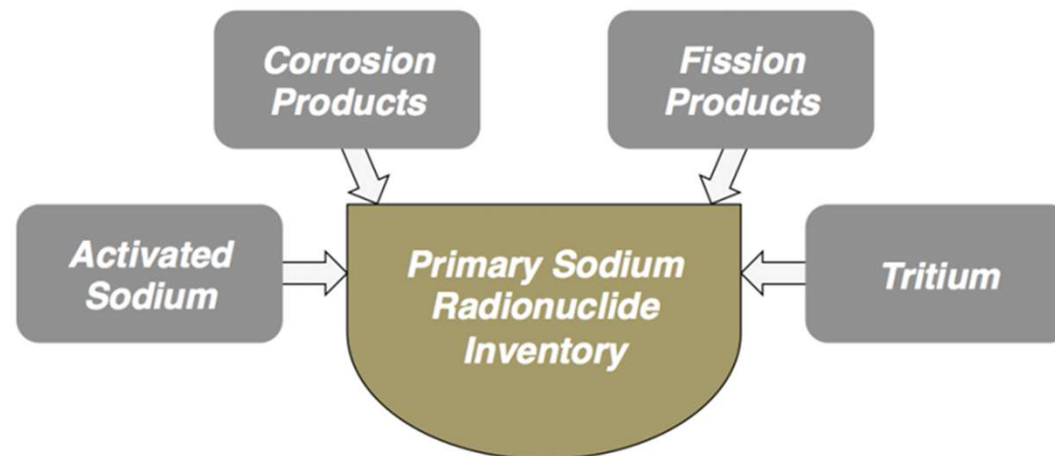 Corrosion
Products
Fission
Products
Activated
Sodium
Primary Sodium
Radionuclide
Inventory
Tritium